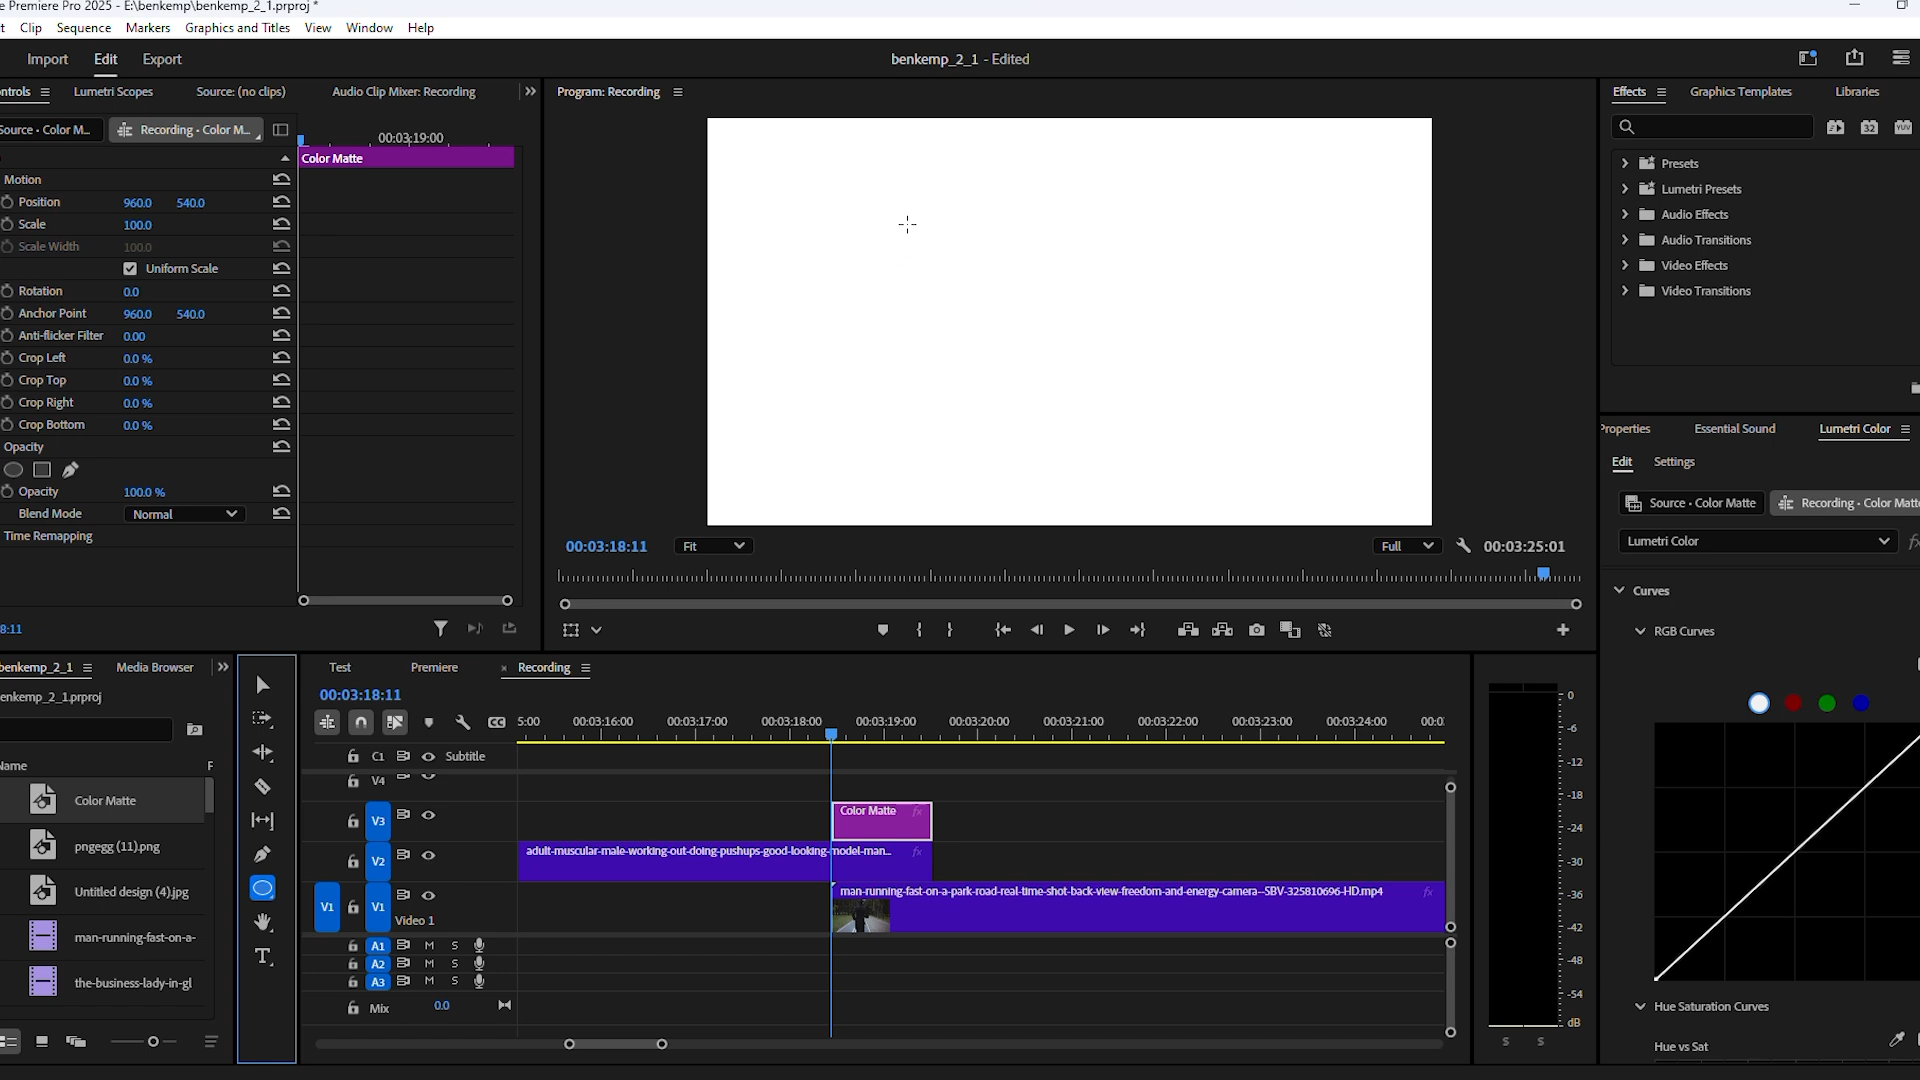 e Premiere Pro 2025 - E:\benkemp\benkemp_2_1.prproj *
t Clip Sequence Markers Graphics and Titles View Window Help
Import Edit Export
benkemp_2_1 - Edited
ontrols Lumetri Scopes Source: (no clips) Audio Clip Mixer: Recording
Program: Recording
Effects Graphics Templates Libraries
Source • Color M... Recording • Color M...
00:03:19:00
Color Matte
Motion
Position 960.0 540.0
Scale 100.0
Scale Width 100.0
Uniform Scale
Rotation 0.0
Anchor Point 960.0 540.0
Anti-flicker Filter 0.00
Crop Left 0.0 %
Crop Top 0.0 %
Crop Right 0.0 %
Crop Bottom 0.0 %
Opacity
Opacity 100.0 %
Blend Mode Normal
Time Remapping
8:11
32 YUV
Presets
Lumetri Presets
Audio Effects
Audio Transitions
Video Effects
Video Transitions
00:03:18:11 Fit Full 00:03:25:01
Properties Essential Sound Lumetri Color
Edit Settings
Source • Color Matte Recording • Color Matte
Lumetri Color fx
Curves
RGB Curves
Hue Saturation Curves
Hue vs Sat
benkemp_2_1 Media Browser
enkemp_2_1.prproj
Name F
Color Matte
pngegg (11).png
Untitled design (4).jpg
man-running-fast-on-a-
the-business-lady-in-gl
T
Test Premiere × Recording
00:03:18:11
CC 5:00 00:03:16:00 00:03:17:00 00:03:18:00 00:03:19:00 00:03:20:00 00:03:21:00 00:03:22:00 00:03:23:00 00:03:24:00 00:0
C1 Subtitle
V4
V3 Color Matte fx
V2 adult-muscular-male-working-out-doing-pushups-good-looking-model-man... fx
V1 V1 Video 1 man-running-fast-on-a-park-road-real-time-shot-back-view-freedom-and-energy-camera--SBV-325810696-HD.mp4 fx
A1 M S
A2 M S
A3 M S
Mix 0.0
0
-6
-12
-18
-24
-30
-36
-42
-48
-54
dB
S S